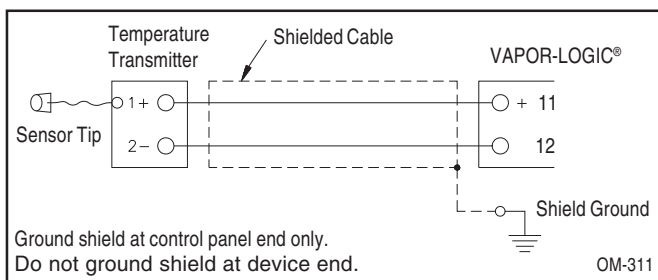 Temperature
Transmitter
Shielded Cable
VAPOR-LOGIC®
1+
+ 11
Sensor Tip
2–
12
Shield Ground
Ground shield at control panel end only.
Do not ground shield at device end.
OM-311